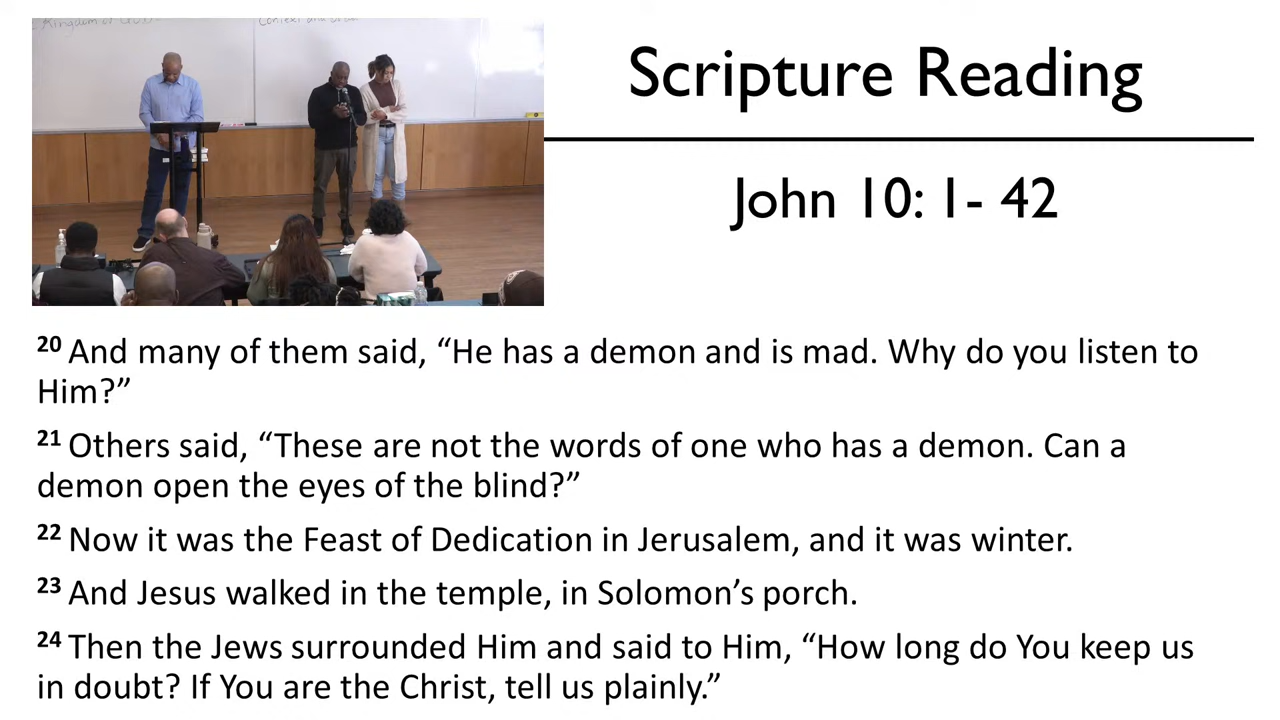 Kingdom of
Context and
Scripture Reading
John 10: 1- 42
20 And many of them said, “He has a demon and is mad. Why do you listen to
Him?”
21 Others said, “These are not the words of one who has a demon. Can a
demon open the eyes of the blind?”
22 Now it was the Feast of Dedication in Jerusalem, and it was winter.
23 And Jesus walked in the temple, in Solomon’s porch.
24 Then the Jews surrounded Him and said to Him, “How long do You keep us
in doubt? If You are the Christ, tell us plainly.”